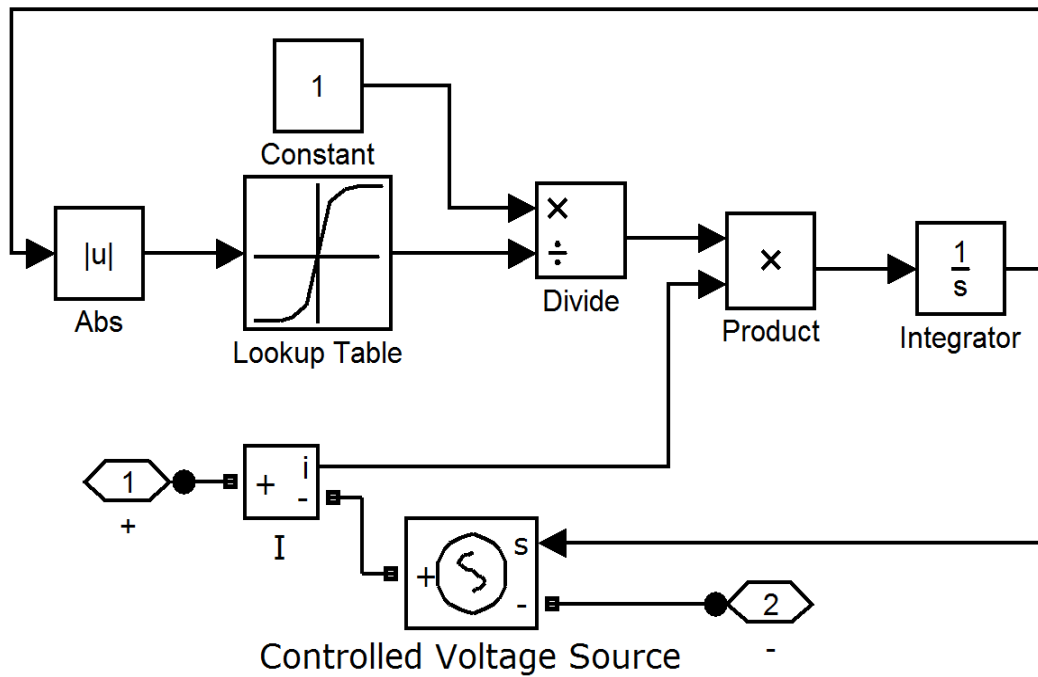 1
Constant
|u|
Abs
Lookup Table
×
÷
Divide
×
Product
1
s
Integrator
1
+
+ i
-
I
+ s
-
Controlled Voltage Source
2
-